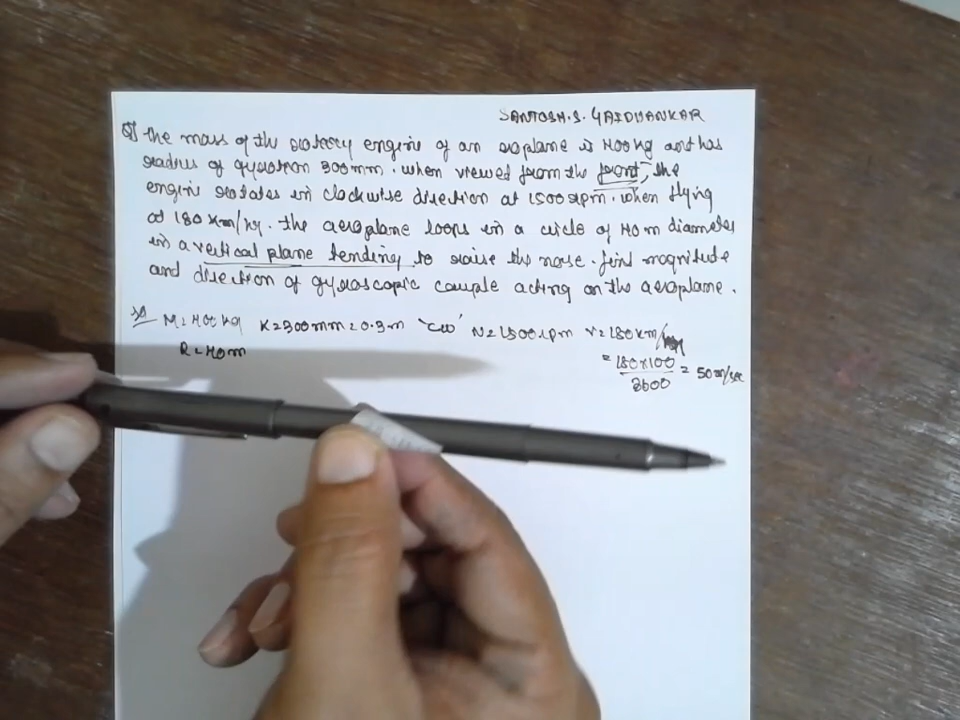 SANTOSH.S. GAIDHANKAR
Q) The mass of the rotary engine of an aeroplane is 400kg and has
radius of gyration 300mm. when viewed from the front, the
engine rotates in clockwise direction at 1500 rpm. when flying
at 180 km/hr. the aeroplane loops in a circle of 40m diameter
in a vertical plane tending to raise the nose. find magnitude
and direction of gyroscopic couple acting on the aeroplane.
M = 400 kg K = 300mm = 0.3m 'cw' N = 1500 rpm V = 180 km/
R = 40m = 180x100 / 3600 = 50 m/sec